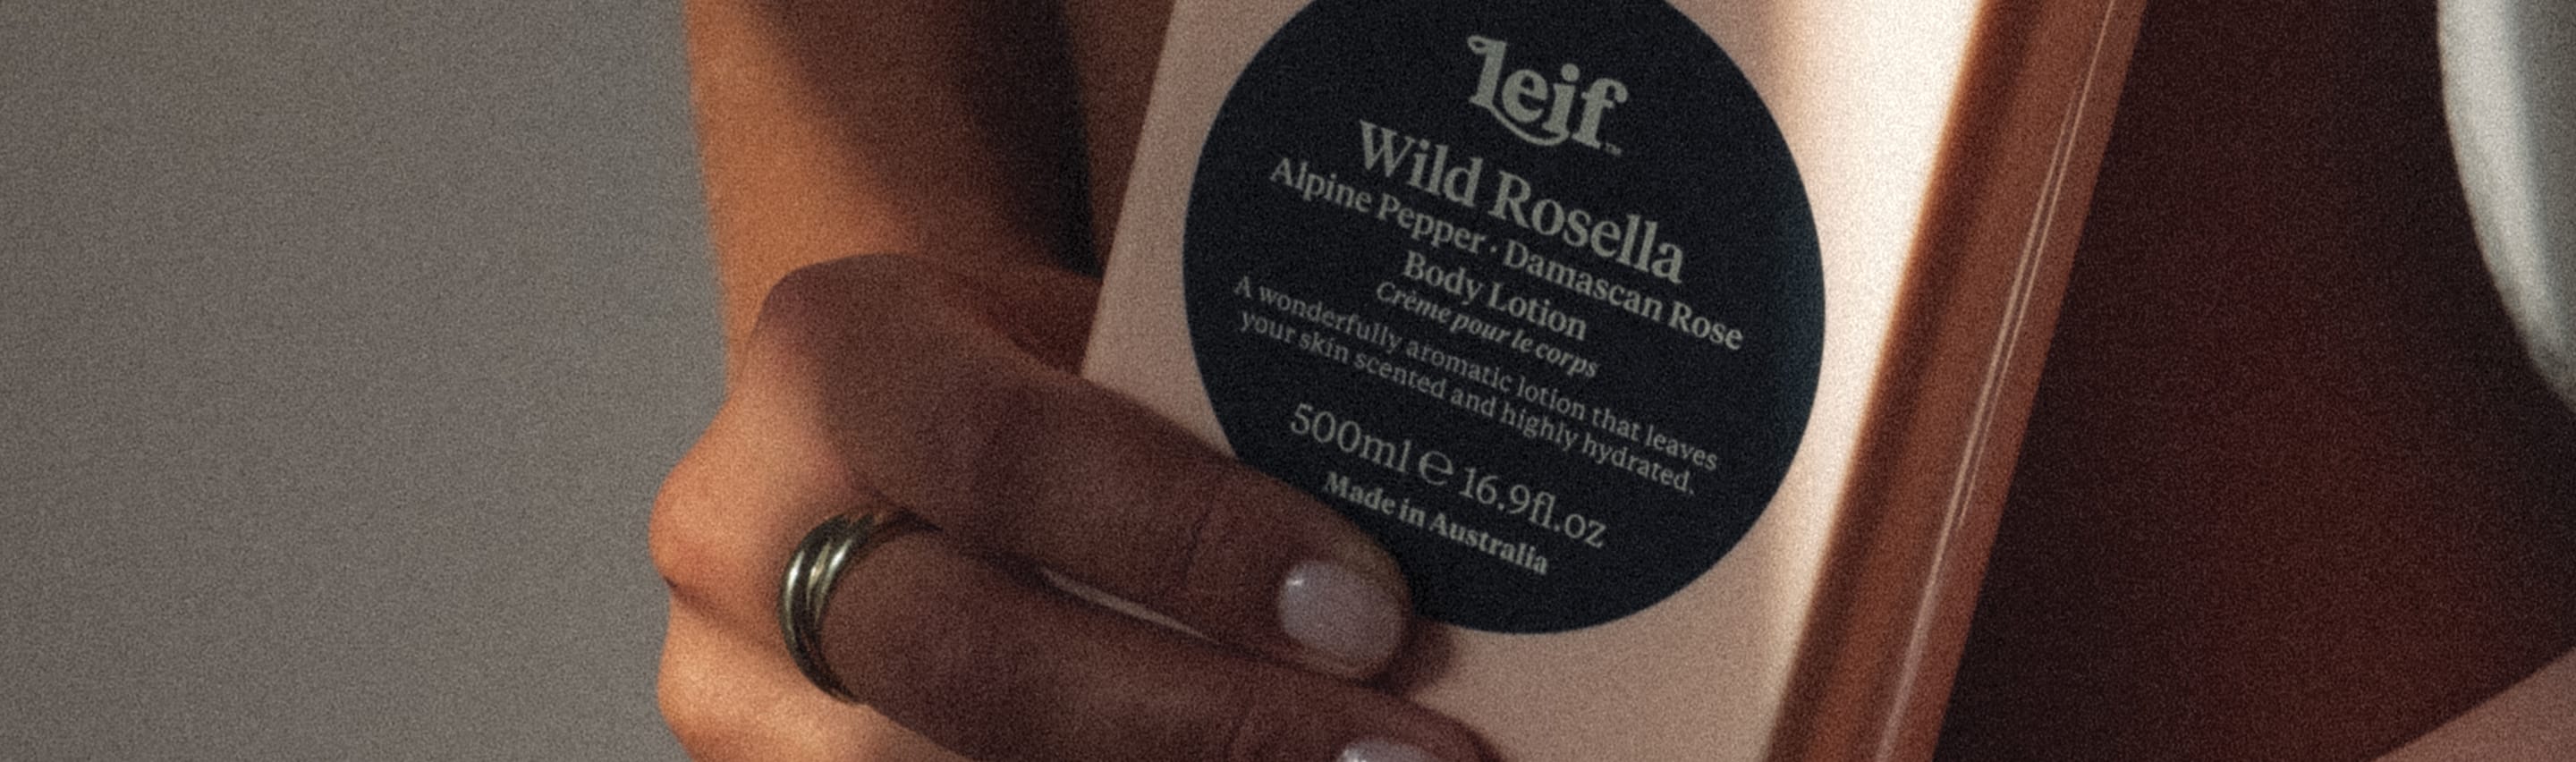 Leif™
Wild Rosella
Alpine Pepper · Damascan Rose
Body Lotion
Crème pour le corps
A wonderfully aromatic lotion that leaves
your skin scented and highly hydrated.
500ml ℮ 16.9fl.oz
Made in Australia